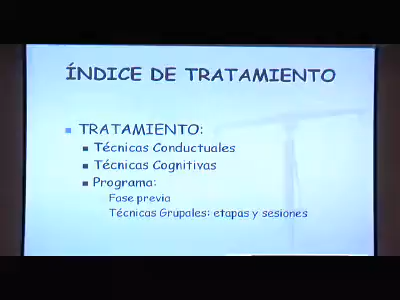 ÍNDICE DE TRATAMIENTO
TRATAMIENTO:
Técnicas Conductuales
Técnicas Cognitivas
Programa:
Fase previa
Técnicas Grupales: etapas y sesiones